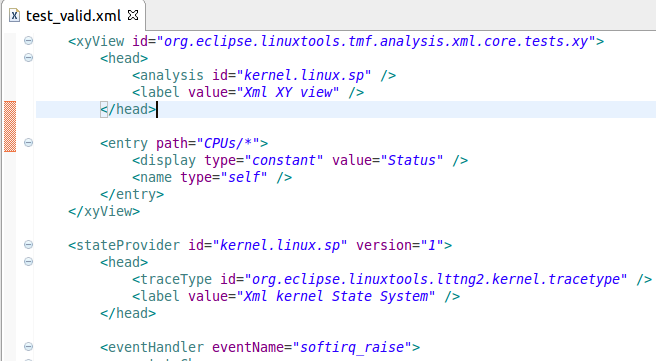 test_valid.xml
<xyView id="org.eclipse.linuxtools.tmf.analysis.xml.core.tests.xy">
<head>
<analysis id="kernel.linux.sp" />
<label value="Xml XY view" />
</head>
<entry path="CPUs/*">
<display type="constant" value="Status" />
<name type="self" />
</entry>
</xyView>
<stateProvider id="kernel.linux.sp" version="1">
<head>
<traceType id="org.eclipse.linuxtools.lttng2.kernel.tracetype" />
<label value="Xml kernel State System" />
</head>
<eventHandler eventName="softirq_raise">